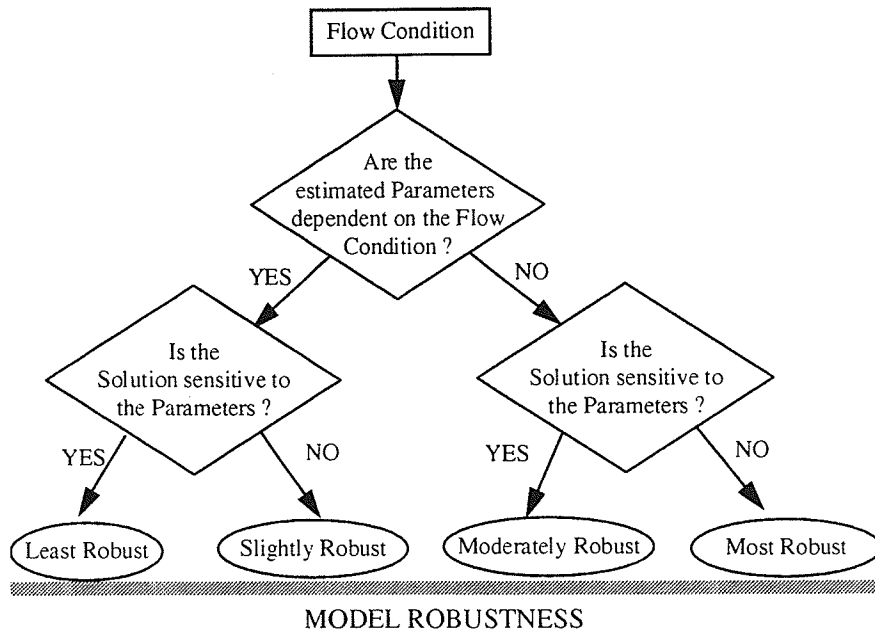 Flow Condition
Are the
estimated Parameters
dependent on the Flow
Condition ?
YES
NO
Is the
Solution sensitive to
the Parameters ?
Is the
Solution sensitive to
the Parameters ?
YES
NO
YES
NO
Least Robust
Slightly Robust
Moderately Robust
Most Robust
MODEL ROBUSTNESS